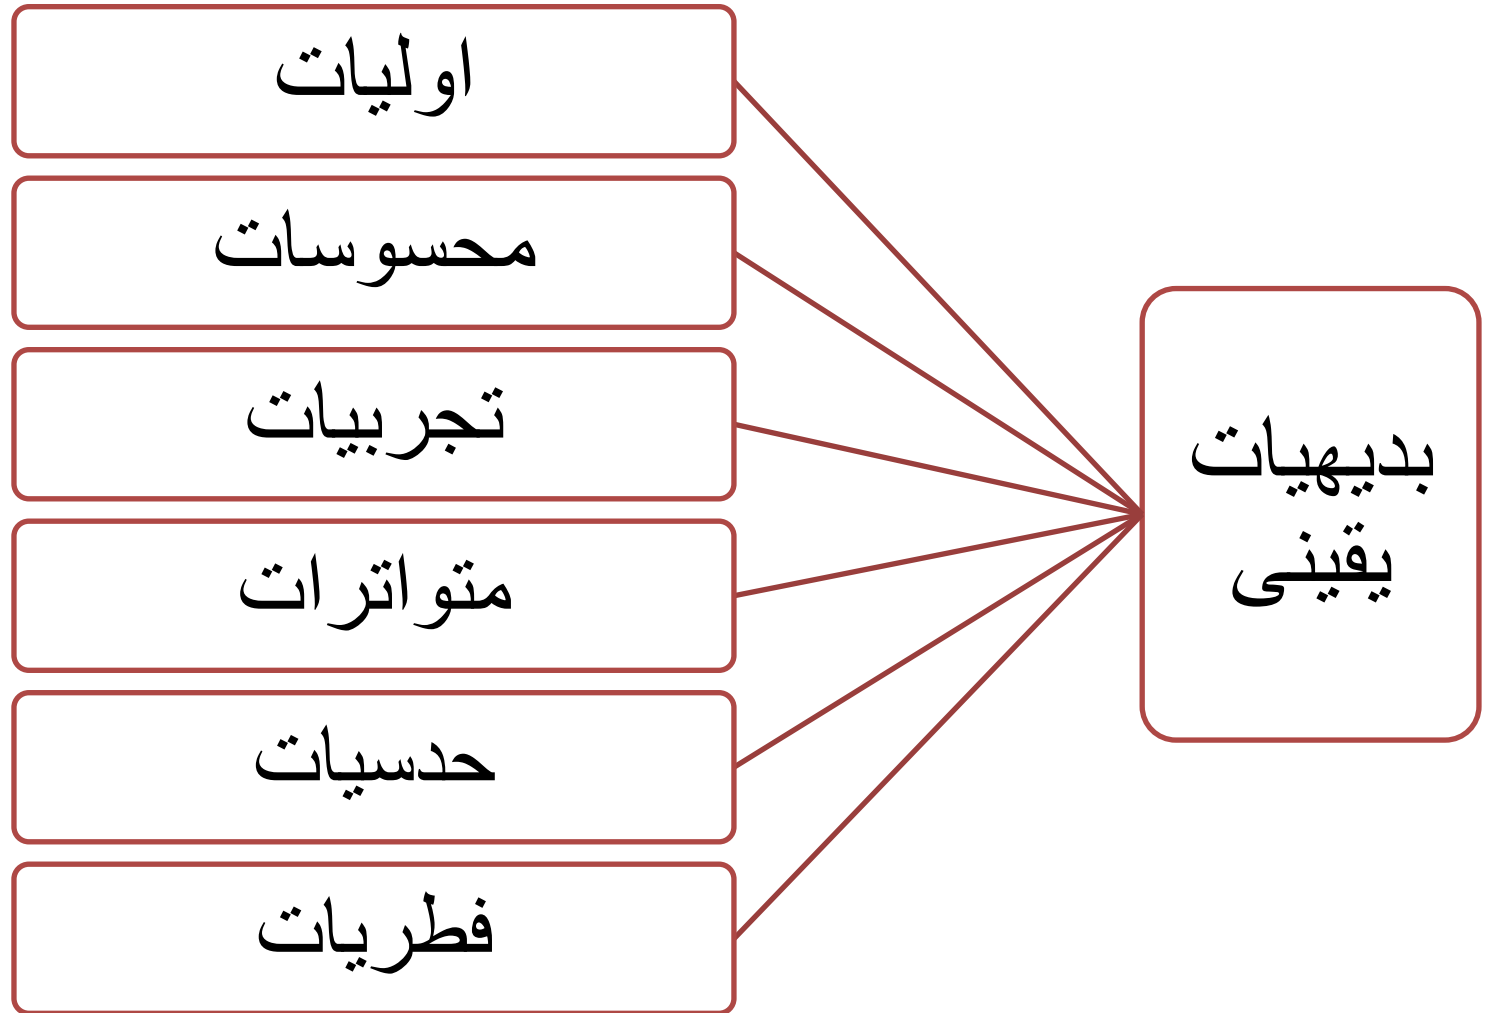 بدیهیات
یقینی
اولیات
محسوسات
تجربیات
متواترات
حدسیات
فطریات